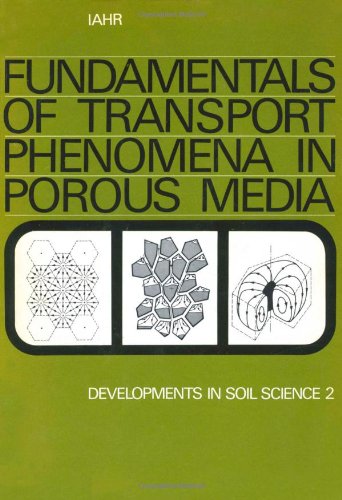 IAHR
FUNDAMENTALS
OF TRANSPORT
PHENOMENA IN
POROUS MEDIA
DEVELOPMENTS IN SOIL SCIENCE 2